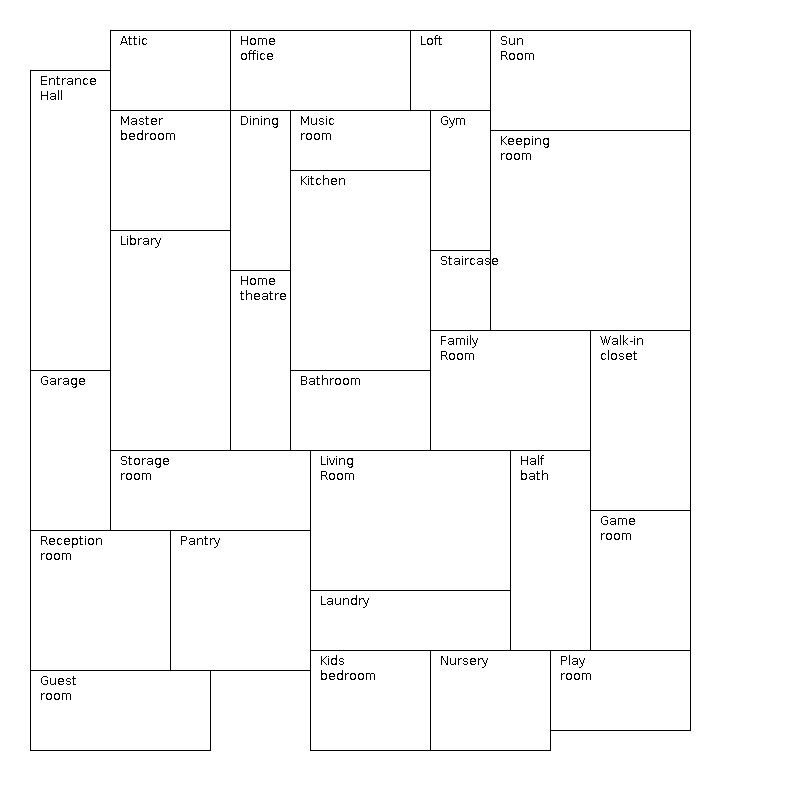 Attic
Home
office
Loft
Sun
Room
Entrance
Hall
Master
bedroom
Dining
Music
room
Gym
Keeping
room
Kitchen
Library
Staircase
Home
theatre
Family
Room
Walk-in
closet
Garage
Bathroom
Storage
room
Living
Room
Half
bath
Game
room
Reception
room
Pantry
Laundry
Kids
bedroom
Nursery
Play
room
Guest
room